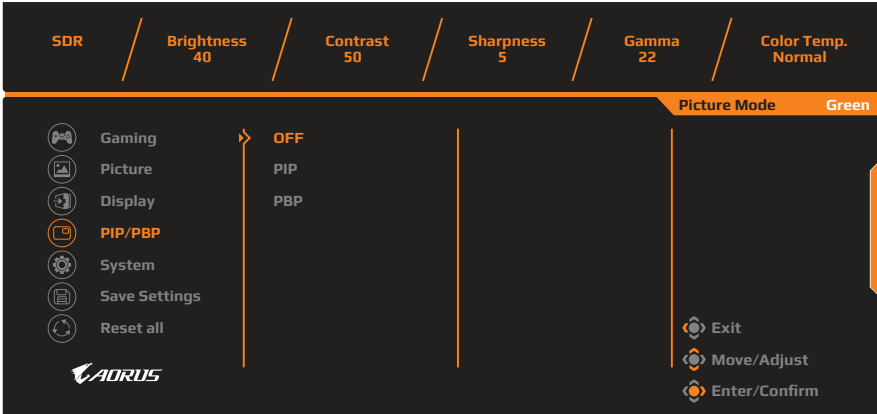 SDR Brightness Contrast Sharpness Gamma Color Temp.
40 50 5 22 Normal
Picture Mode Green
Gaming OFF
Picture PIP
Display PBP
PIP/PBP
System
Save Settings
Reset all
Exit
Move/Adjust
Enter/Confirm
AORUS